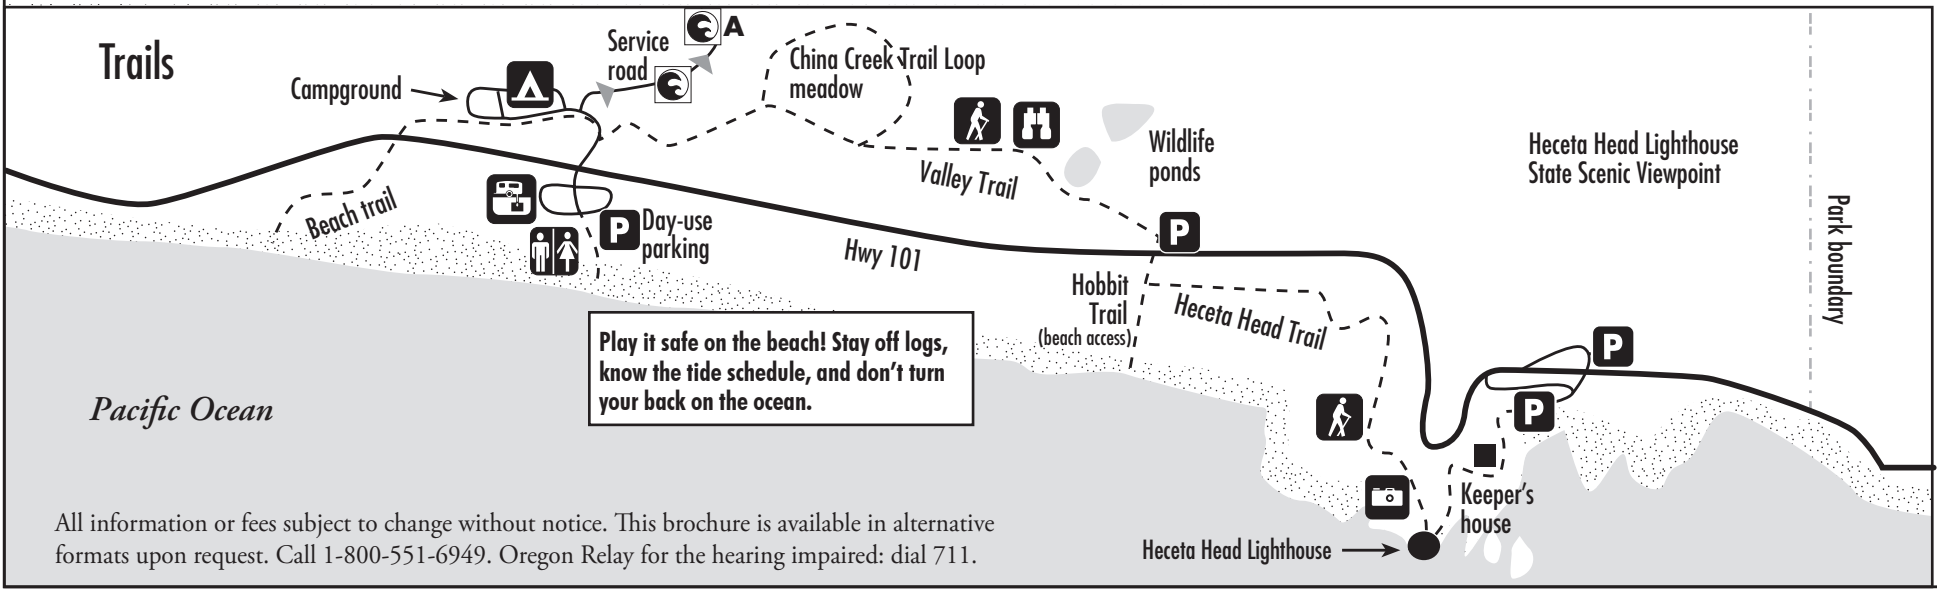 Trails
Campground
Service
road
A
China Creek Trail Loop
meadow
Wildlife
ponds
Valley Trail
Heceta Head Lighthouse
State Scenic Viewpoint
Park boundary
Beach trail
P
Day-use
parking
Hwy 101
P
Hobbit
Trail
(beach access)
Heceta Head Trail
P
P
Play it safe on the beach! Stay off logs,
know the tide schedule, and don't turn
your back on the ocean.
Pacific Ocean
Keeper's
house
Heceta Head Lighthouse
All information or fees subject to change without notice. This brochure is available in alternative
formats upon request. Call 1-800-551-6949. Oregon Relay for the hearing impaired: dial 711.